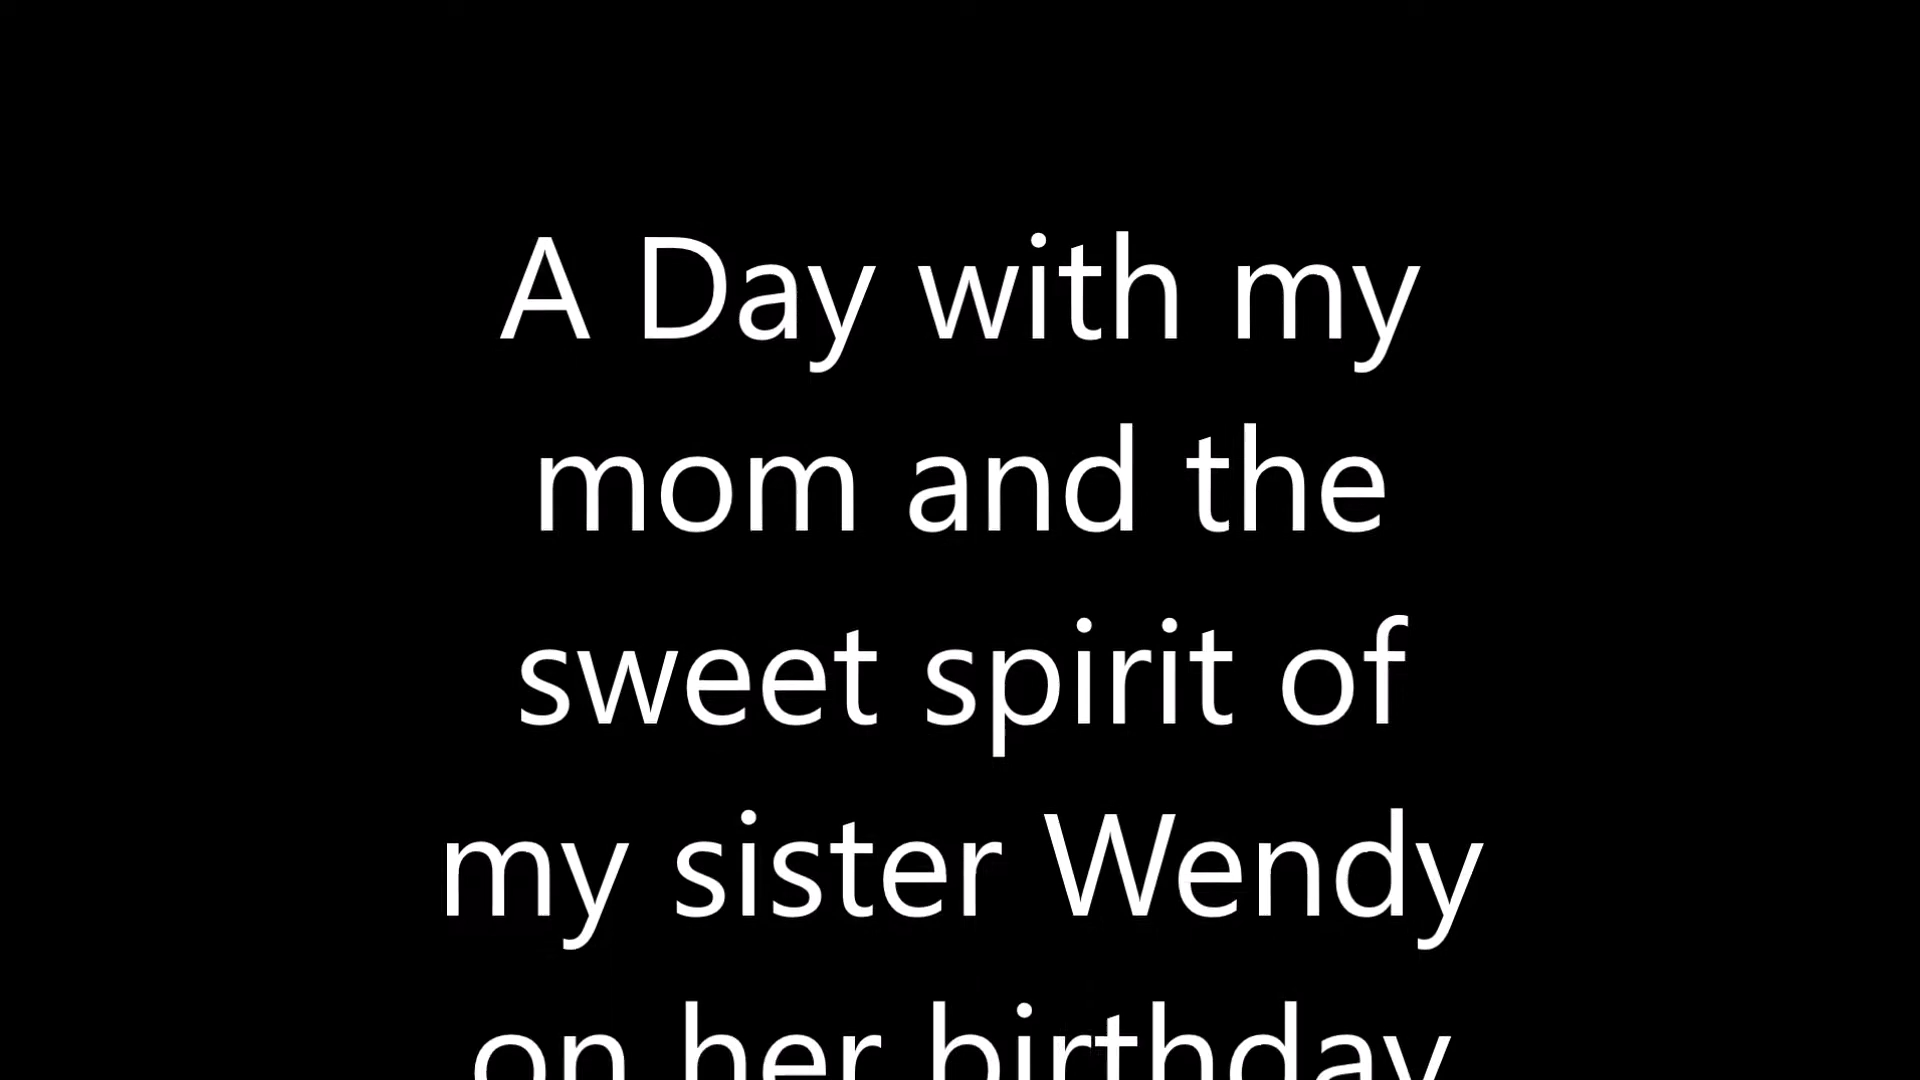 A Day with my
mom and the
sweet spirit of
my sister Wendy
on her birthday